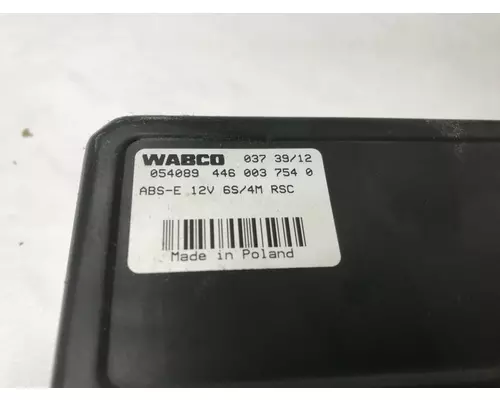 WABCO 037 39/12
054089 446 003 754 0
ABS-E 12V 6S/4M RSC
Made in Poland